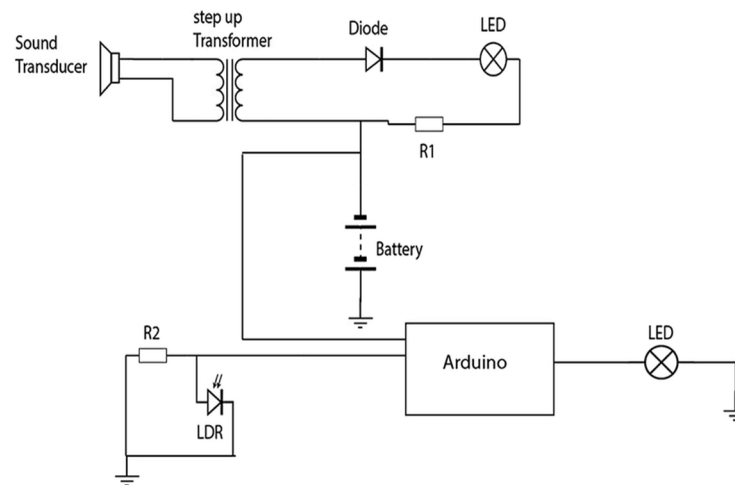 step up
Transformer
Sound
Transducer
Diode
LED
R1
Battery
R2
LDR
Arduino
LED